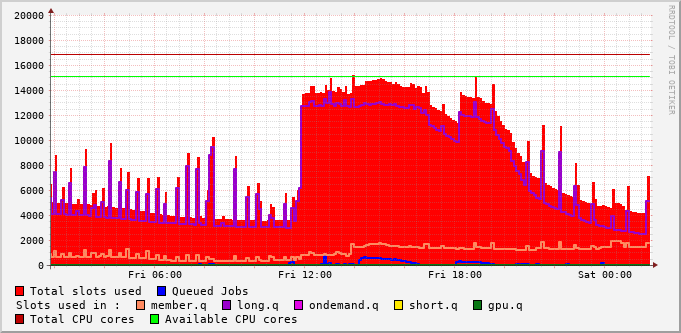 20000
18000
16000
14000
12000
10000
8000
6000
4000
2000
0
Fri 06:00 Fri 12:00 Fri 18:00 Sat 00:00
RRDTOOL / TOBI OETIKER
Total slots used Queued Jobs
Slots used in : member.q long.q ondemand.q short.q gpu.q
Total CPU cores Available CPU cores